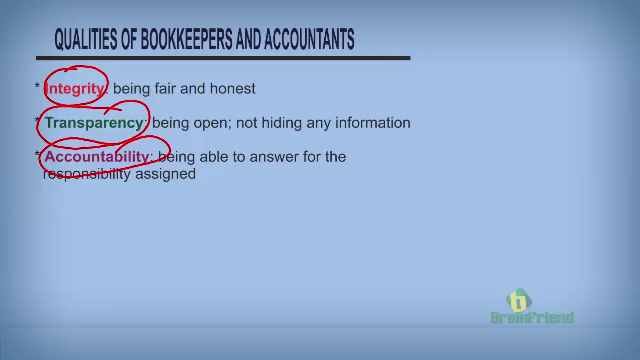 QUALITIES OF BOOKKEEPERS AND ACCOUNTANTS
* Integrity: being fair and honest
* Transparency: being open; not hiding any information
* Accountability: being able to answer for the
responsibility assigned
BrainFriend